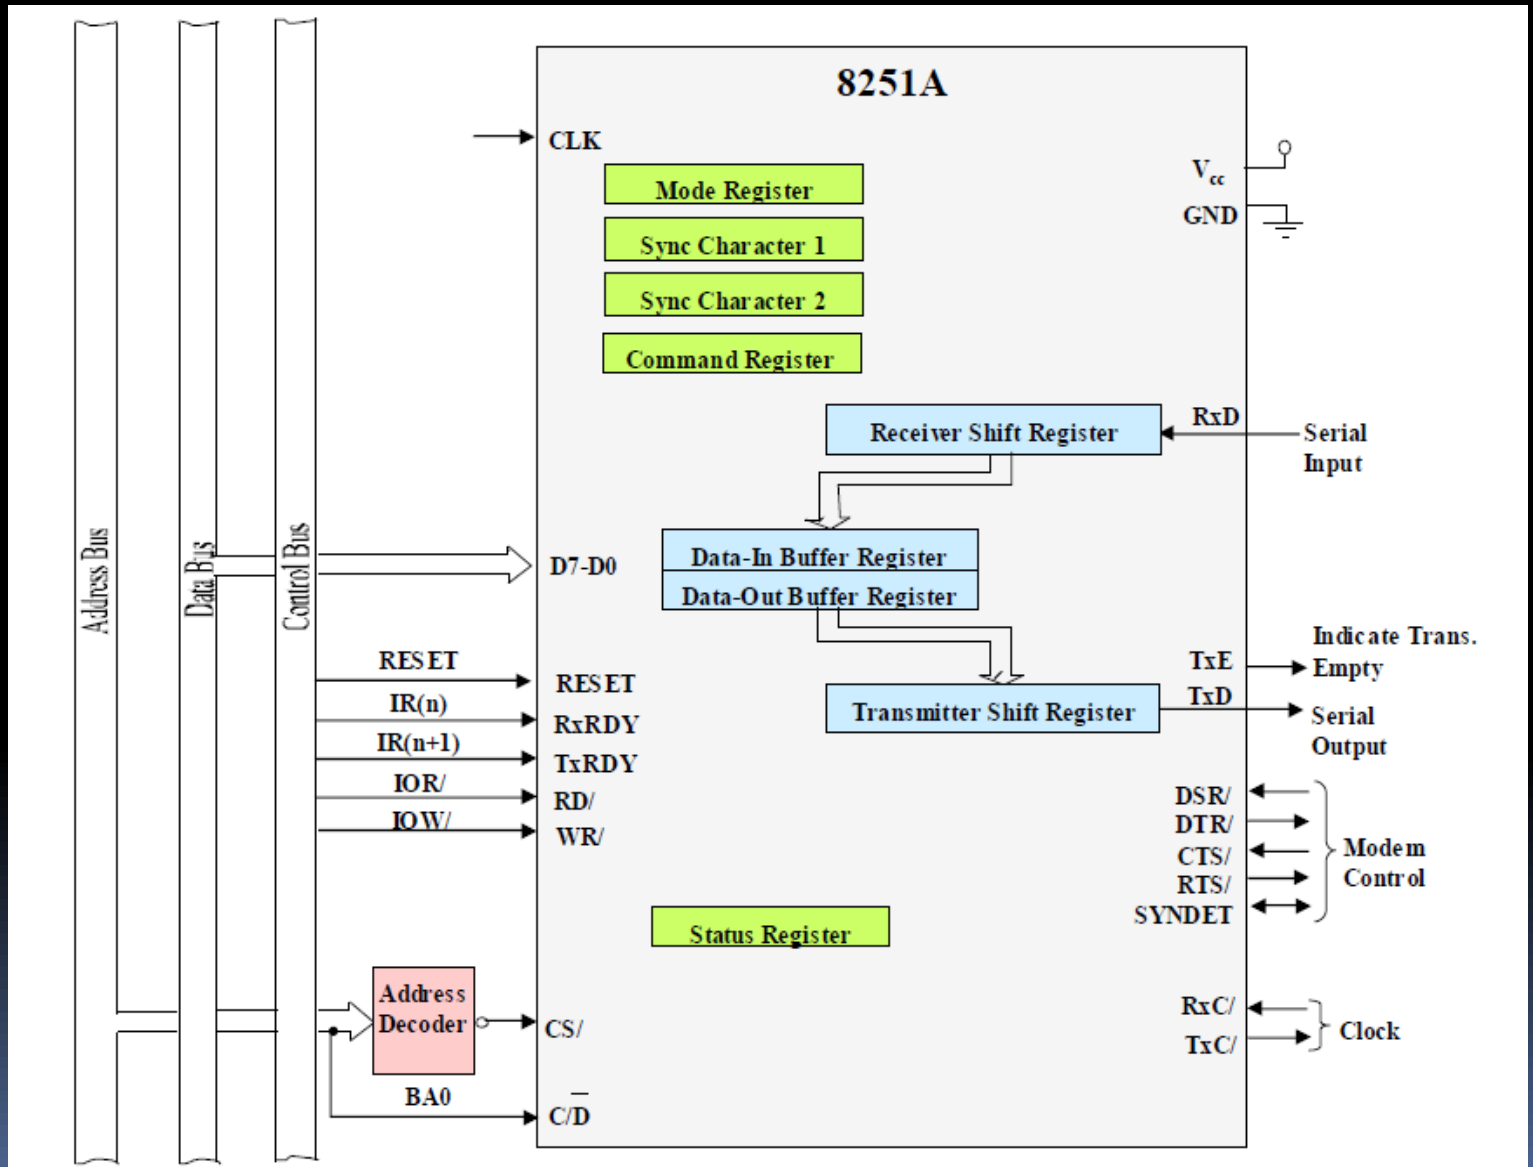 8251A
CLK
Mode Register
Sync Character 1
Sync Character 2
Command Register
Vcc
GND
Receiver Shift Register
RxD
Serial
Input
Address Bus
Data Bus
Control Bus
D7-D0
Data-In Buffer Register
Data-Out Buffer Register
RESET
IR(n)
IR(n+1)
IOR/
IOW/
RESET
RxRDY
TxRDY
RD/
WR/
TxE
Indicate Trans.
Empty
Transmitter Shift Register
TxD
Serial
Output
DSR/
DTR/
CTS/
RTS/
SYNDET
Modem
Control
Status Register
Address
Decoder
CS/
BA0
C/D̅
RxC/
TxC/
Clock